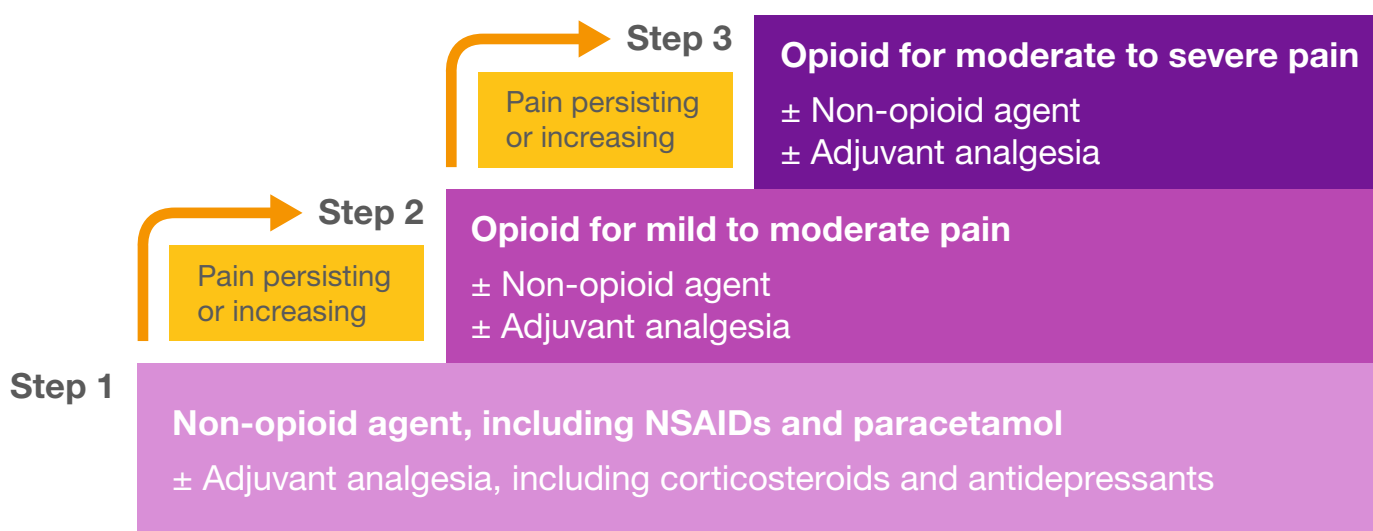 Step 3
Opioid for moderate to severe pain
± Non-opioid agent
± Adjuvant analgesia
Pain persisting
or increasing
Step 2
Opioid for mild to moderate pain
± Non-opioid agent
± Adjuvant analgesia
Pain persisting
or increasing
Step 1
Non-opioid agent, including NSAIDs and paracetamol
± Adjuvant analgesia, including corticosteroids and antidepressants